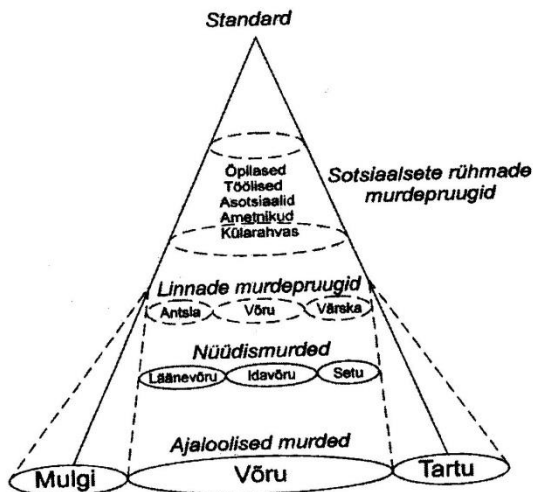 Standard
Õpilased
Töölised
Asotsiaalid
Ametnikud
Külarahvas
Sotsiaalsete rühmade
murdepruugid
Linnade murdepruugid
Antsla Võru Värska
Nüüdismurded
Läänevõru Idavõru Setu
Ajaloolised murded
Mulgi Võru Tartu